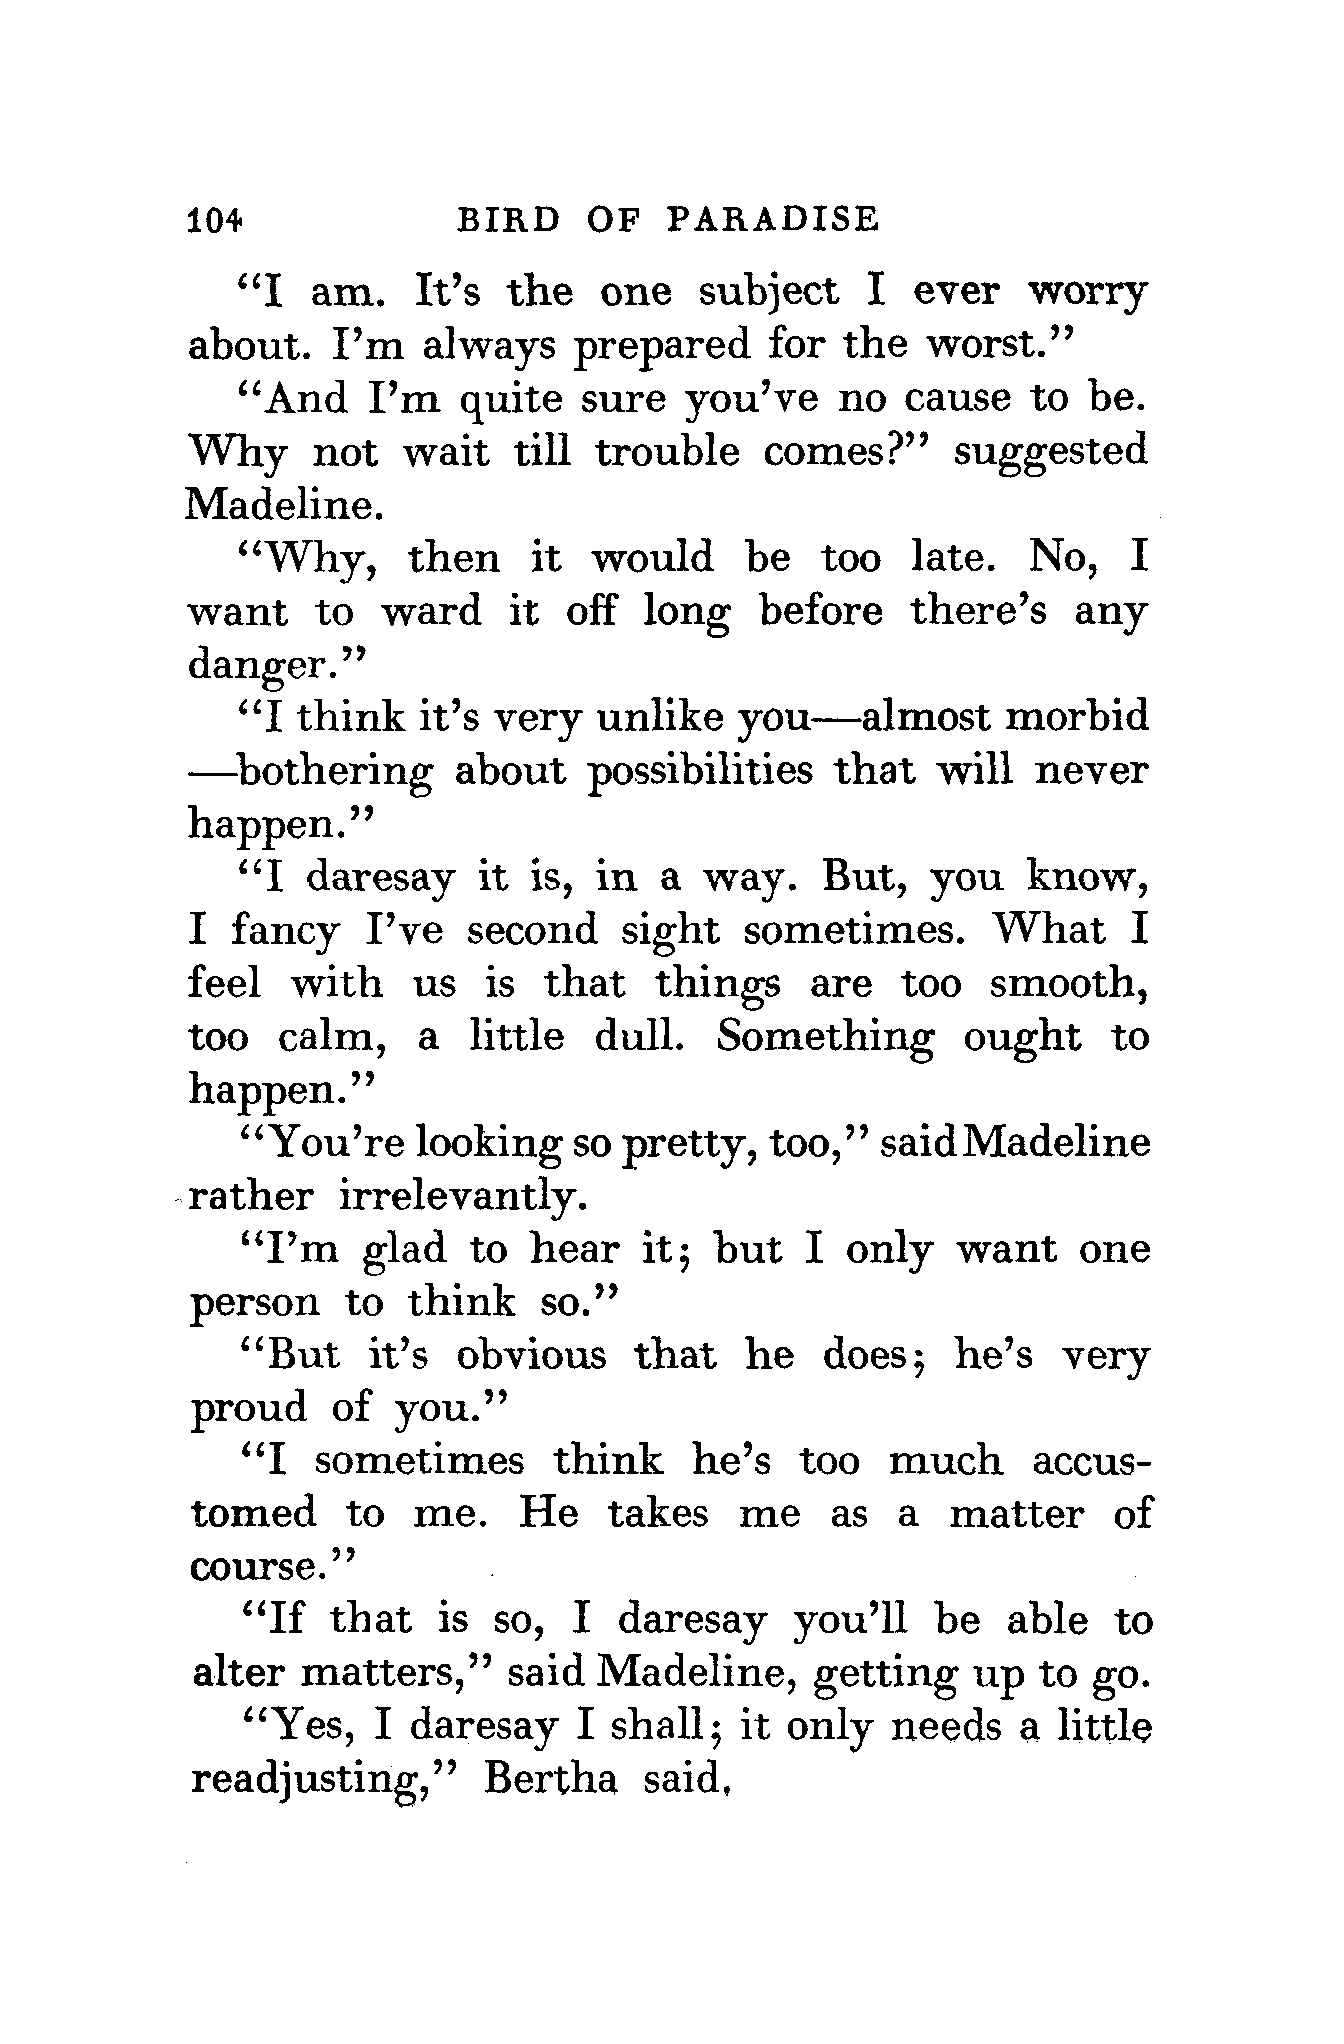 104 BIRD OF PARADISE
"I am. It's the one subject I ever worry
about. I'm always prepared for the worst."
"And I'm quite sure you've no cause to be.
Why not wait till trouble comes?" suggested
Madeline.
"Why, then it would be too late. No, I
want to ward it off long before there's any
danger."
"I think it's very unlike you—almost morbid
—bothering about possibilities that will never
happen."
"I daresay it is, in a way. But, you know,
I fancy I've second sight sometimes. What I
feel with us is that things are too smooth,
too calm, a little dull. Something ought to
happen."
"You're looking so pretty, too," said Madeline
rather irrelevantly.
"I'm glad to hear it; but I only want one
person to think so."
"But it's obvious that he does; he's very
proud of you."
"I sometimes think he's too much accus-
tomed to me. He takes me as a matter of
course."
"If that is so, I daresay you'll be able to
alter matters," said Madeline, getting up to go.
"Yes, I daresay I shall; it only needs a little
readjusting," Bertha said.